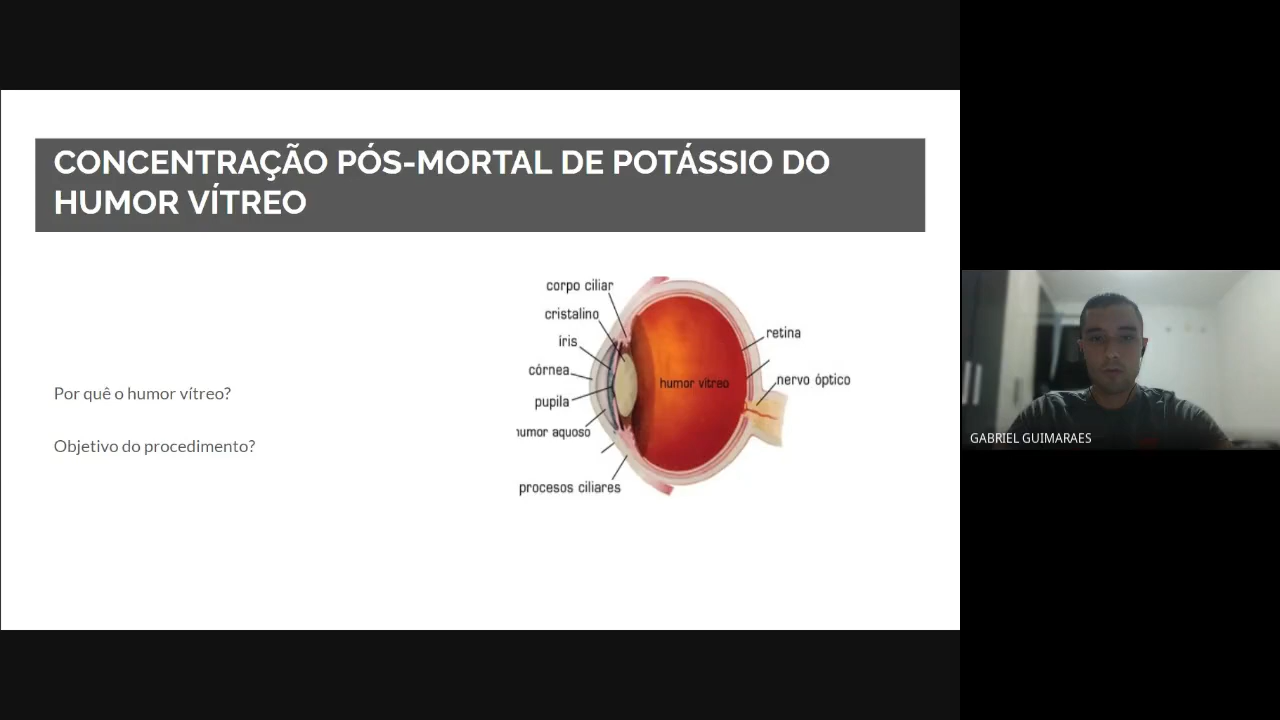 CONCENTRAÇÃO PÓS-MORTAL DE POTÁSSIO DO
HUMOR VÍTREO
corpo ciliar
cristalino
íris
córnea
pupila
umor aquoso
procesos ciliares
humor vítreo
retina
nervo óptico
Por quê o humor vítreo?
Objetivo do procedimento?
GABRIEL GUIMARAES